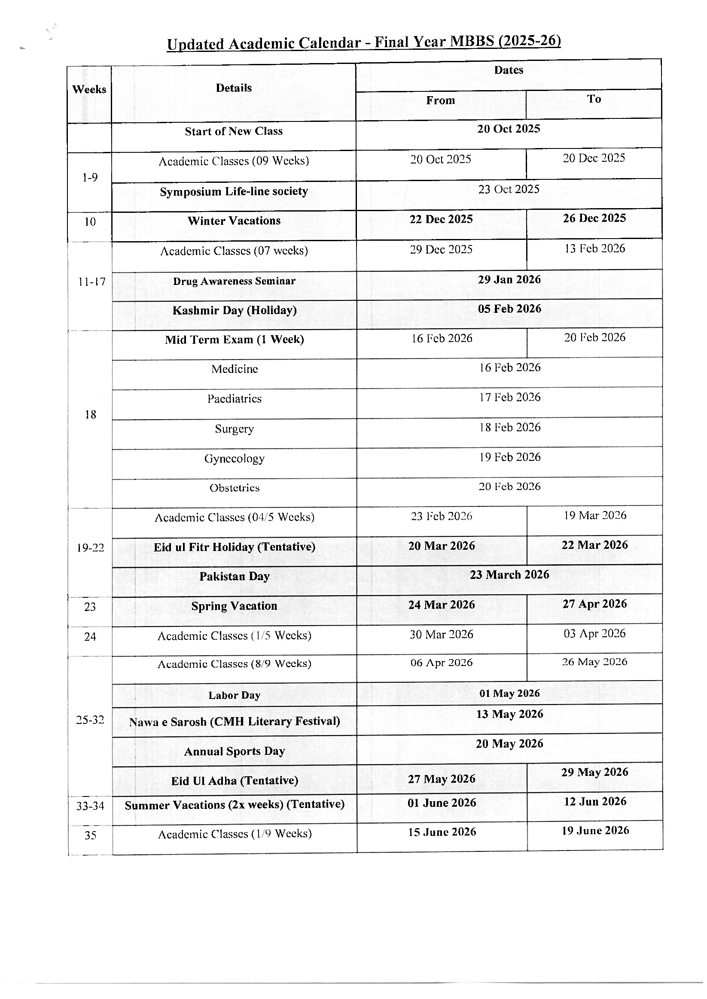 Updated Academic Calendar - Final Year MBBS (2025-26)
Weeks Details Dates
From To
Start of New Class 20 Oct 2025
1-9
Academic Classes (09 Weeks) 20 Oct 2025 20 Dec 2025
Symposium Life-line society 23 Oct 2025
10 Winter Vacations 22 Dec 2025 26 Dec 2025
11-17
Academic Classes (07 weeks) 29 Dec 2025 13 Feb 2026
Drug Awareness Seminar 29 Jan 2026
Kashmir Day (Holiday) 05 Feb 2026
18
Mid Term Exam (1 Week) 16 Feb 2026 20 Feb 2026
Medicine 16 Feb 2026
Paediatrics 17 Feb 2026
Surgery 18 Feb 2026
Gynecology 19 Feb 2026
Obstetrics 20 Feb 2026
19-22
Academic Classes (04/5 Weeks) 23 Feb 2026 19 Mar 2026
Eid ul Fitr Holiday (Tentative) 20 Mar 2026 22 Mar 2026
Pakistan Day 23 March 2026
23 Spring Vacation 24 Mar 2026 27 Apr 2026
24 Academic Classes (1/5 Weeks) 30 Mar 2026 03 Apr 2026
25-32
Academic Classes (8/9 Weeks) 06 Apr 2026 26 May 2026
Labor Day 01 May 2026
Nawa e Sarosh (CMH Literary Festival) 13 May 2026
Annual Sports Day 20 May 2026
Eid Ul Adha (Tentative) 27 May 2026 29 May 2026
33-34 Summer Vacations (2x weeks) (Tentative) 01 June 2026 12 Jun 2026
35 Academic Classes (1/9 Weeks) 15 June 2026 19 June 2026